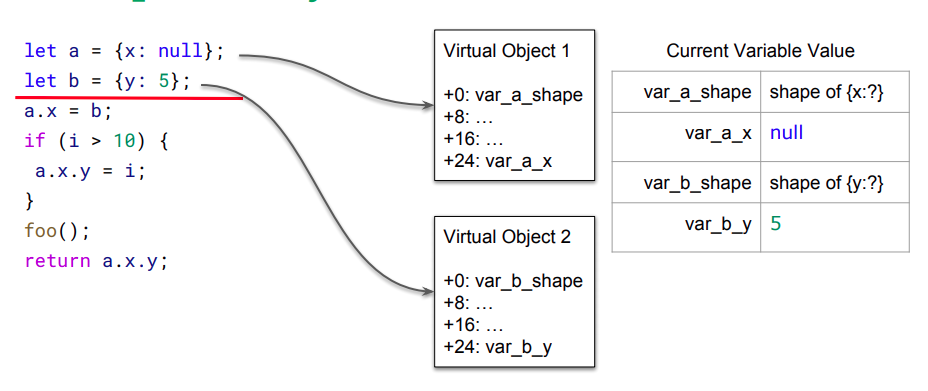 let a = {x: null};
let b = {y: 5};
a.x = b;
if (i > 10) {
a.x.y = i;
}
foo();
return a.x.y;
Virtual Object 1
+0: var_a_shape
+8: …
+16: …
+24: var_a_x
Virtual Object 2
+0: var_b_shape
+8: …
+16: …
+24: var_b_y
Current Variable Value
var_a_shape shape of {x:?}
var_a_x null
var_b_shape shape of {y:?}
var_b_y 5